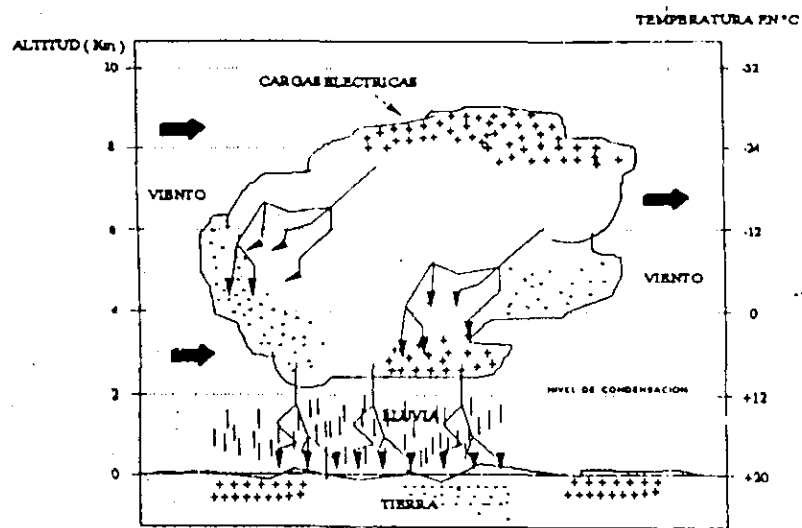 TEMPERATURA EN °C
ALTITUD ( Km )
10
-32
CARGAS ELECTRICAS
8
-24
VIENTO
6
-12
VIENTO
4
0
2
NIVEL DE CONDENSACION
+12
LLUVIA
0
+20
TIERRA